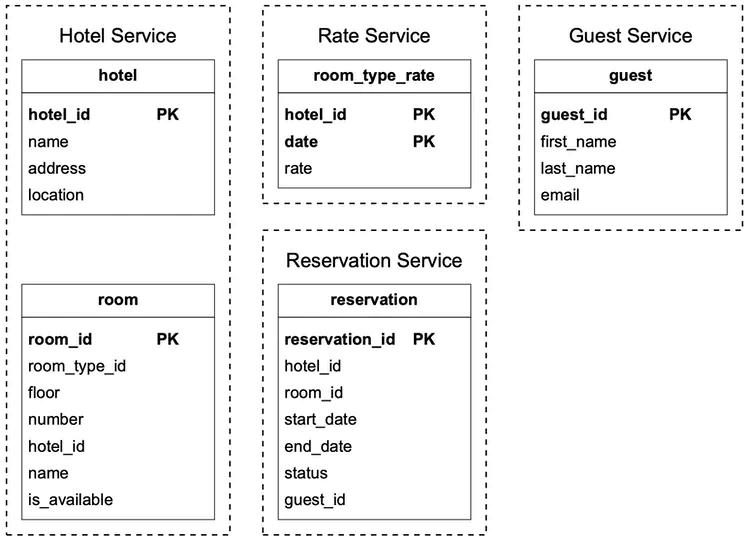 Hotel Service
hotel
hotel_id PK
name
address
location
room
room_id PK
room_type_id
floor
number
hotel_id
name
is_available
Rate Service
room_type_rate
hotel_id PK
date PK
rate
Reservation Service
reservation
reservation_id PK
hotel_id
room_id
start_date
end_date
status
guest_id
Guest Service
guest
guest_id PK
first_name
last_name
email